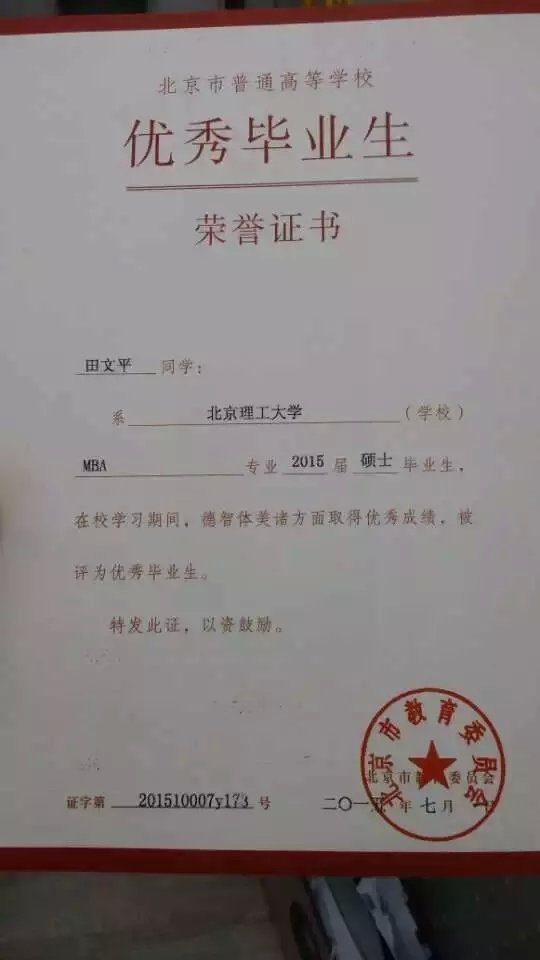 北京市普通高等学校
优秀毕业生
荣誉证书
田文平 同学：
系 北京理工大学 （学校）
MBA 专业 2015 届 硕士 毕业生，
在校学习期间，德智体美诸方面取得优秀成绩，被
评为优秀毕业生。
特发此证，以资鼓励。
北京市教育委员会
北京市教育委员会
证字第 201510007y173 号 二〇一五年七月